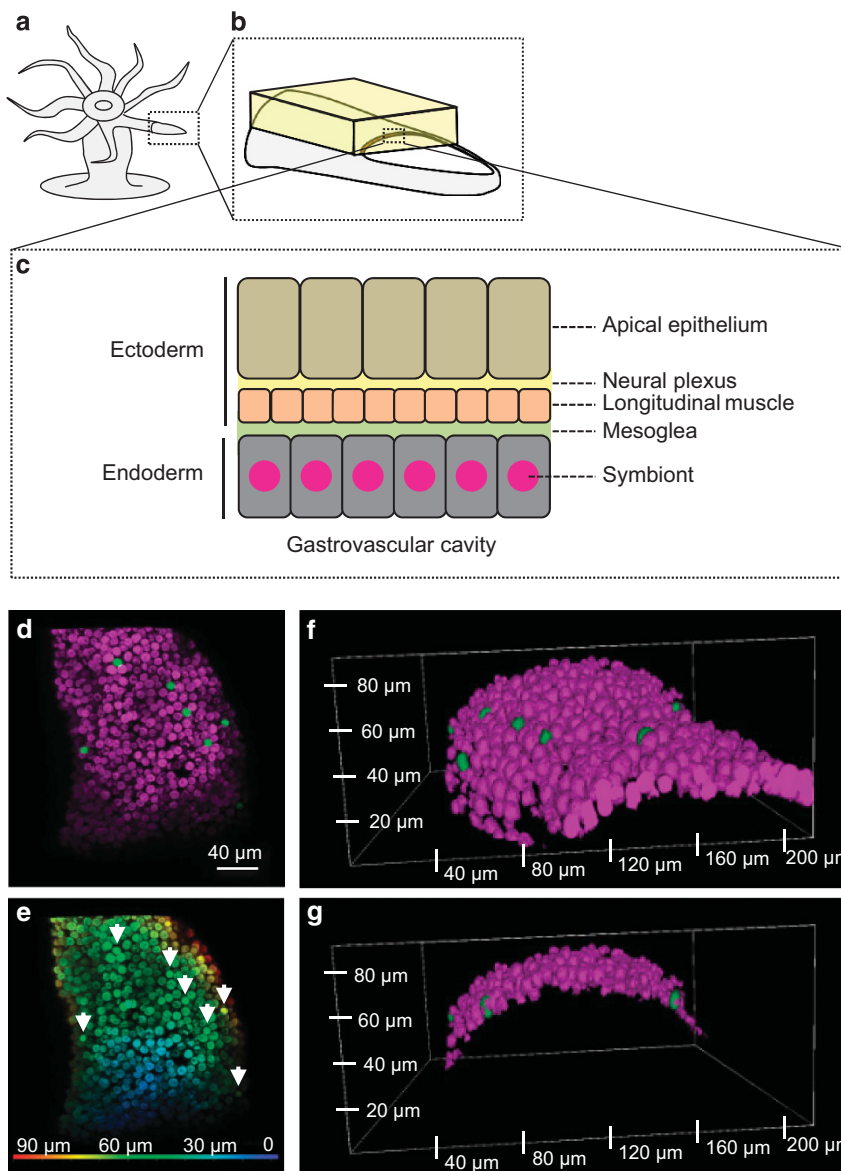 a
b
c
Ectoderm
Endoderm
Apical epithelium
Neural plexus
Longitudinal muscle
Mesoglea
Symbiont
Gastrovascular cavity
d
40 µm
f
80 µm
60 µm
40 µm
20 µm
40 µm
80 µm
120 µm
160 µm
200 µm
e
90 µm 60 µm 30 µm 0
g
80 µm
60 µm
40 µm
20 µm
40 µm
80 µm
120 µm
160 µm
200 µm